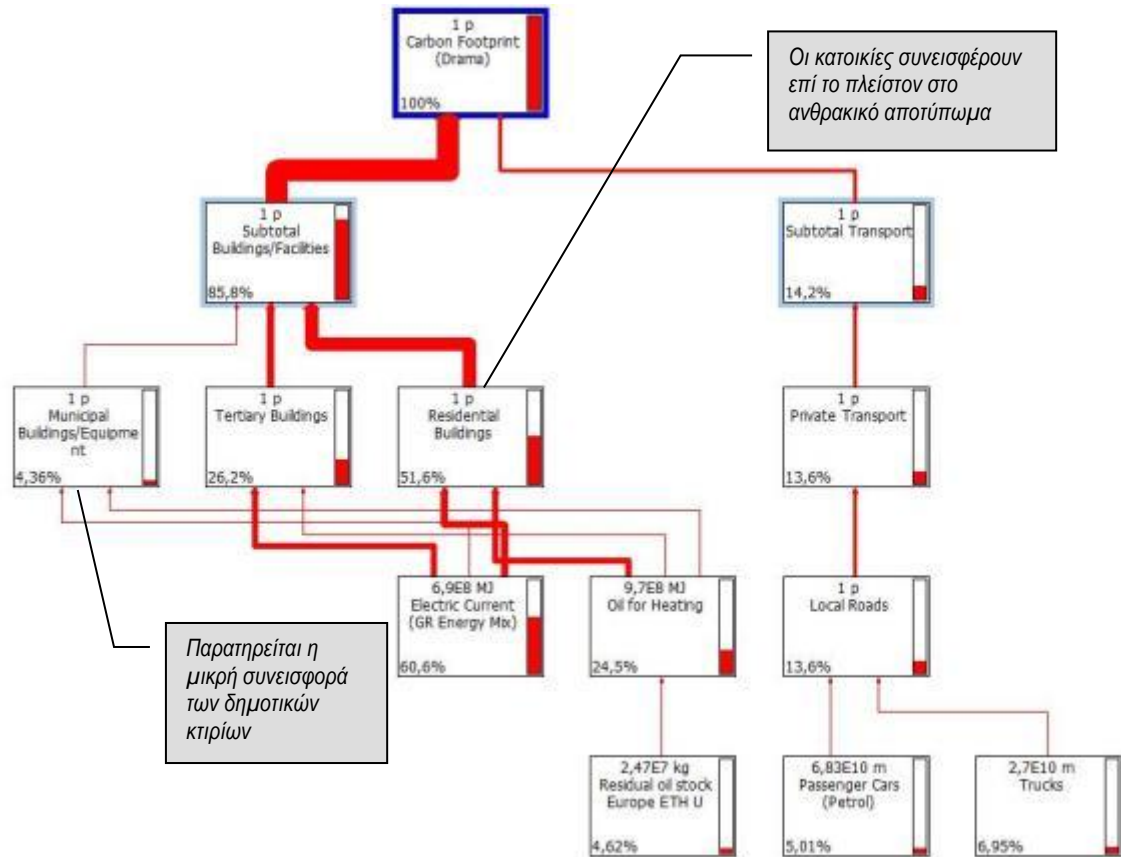 1 p
Carbon Footprint
(Drama)
100%
Οι κατοικίες συνεισφέρουν
επί το πλείστον στο
ανθρακικό αποτύπωμα
1 p
Subtotal
Buildings/Facilities
85,8%
1 p
Subtotal Transport
14,2%
1 p
Municipal
Buildings/Equipme
nt
4,36%
1 p
Tertiary Buildings
26,2%
1 p
Residential
Buildings
51,6%
1 p
Private Transport
13,6%
6,9E8 MJ
Electric Current
(GR Energy Mix)
60,6%
9,7E8 MJ
Oil for Heating
24,5%
1 p
Local Roads
13,6%
Παρατηρείται η
μικρή συνεισφορά
των δημοτικών
κτιρίων
2,47E7 kg
Residual oil stock
Europe ETH U
4,62%
6,83E10 m
Passenger Cars
(Petrol)
5,01%
2,7E10 m
Trucks
6,95%